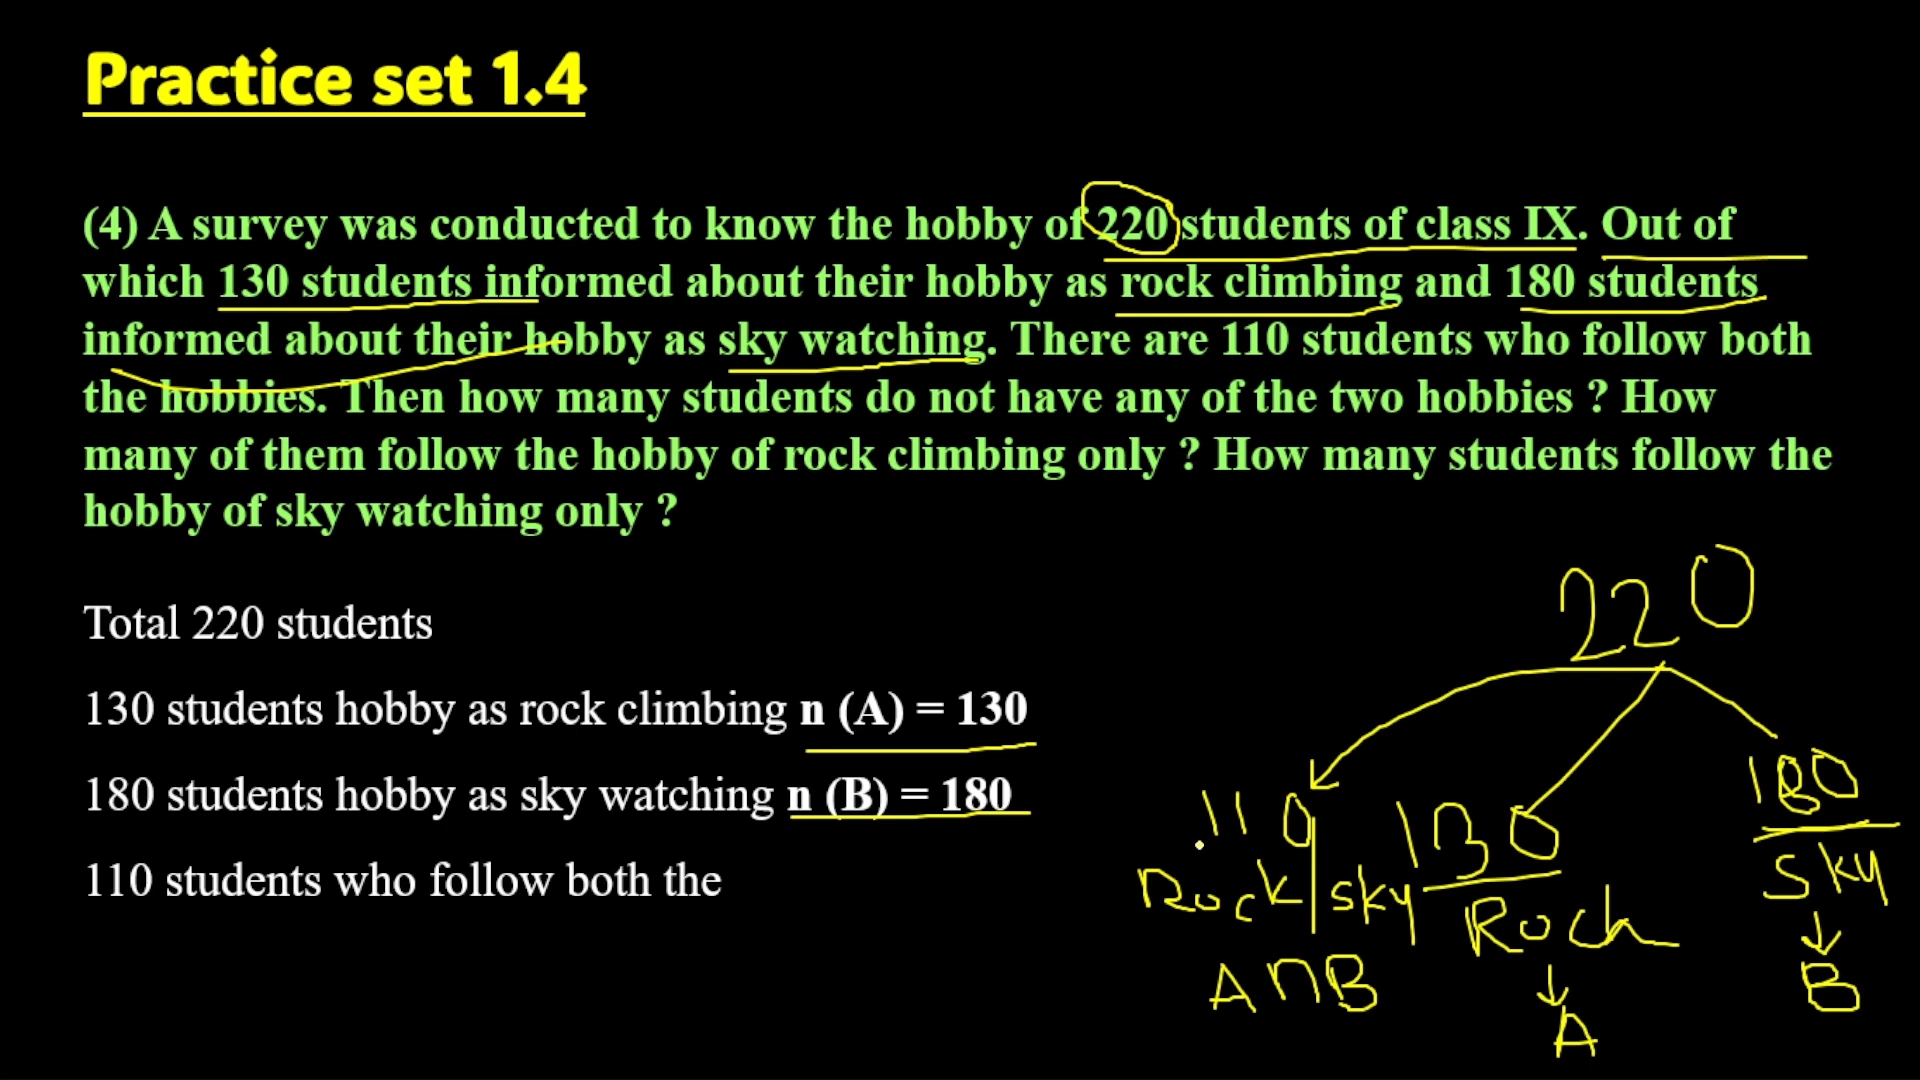 Practice set 1.4
(4) A survey was conducted to know the hobby of 220 students of class IX. Out of
which 130 students informed about their hobby as rock climbing and 180 students
informed about their hobby as sky watching. There are 110 students who follow both
the hobbies. Then how many students do not have any of the two hobbies ? How
many of them follow the hobby of rock climbing only ? How many students follow the
hobby of sky watching only ?
Total 220 students
130 students hobby as rock climbing n (A) = 130
180 students hobby as sky watching n (B) = 180
110 students who follow both the
220
110
Rock | sky
A∩B
130
Rock
↓
A
180
Sky
↓
B